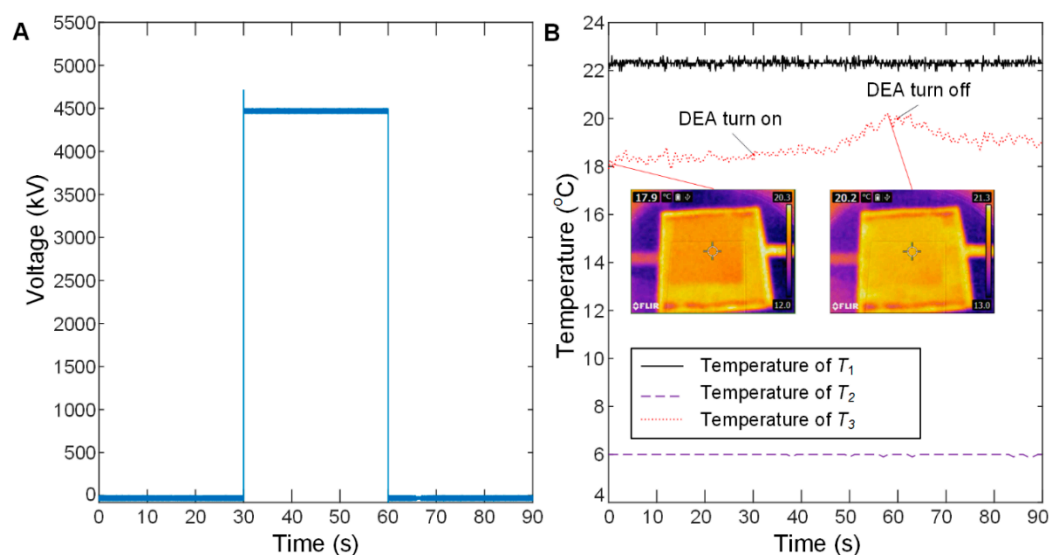 A
5500
5000
4500
4000
3500
3000
2500
2000
1500
1000
500
0
Voltage (kV)
0 10 20 30 40 50 60 70 80 90
Time (s)
B
24
22
20
18
16
14
12
10
8
6
4
Temperature (°C)
DEA turn on
DEA turn off
17.9 °C 20.3
FLIR 12.0
20.2 °C 21.3
FLIR 13.0
Temperature of T₁
Temperature of T₂
Temperature of T₃
0 10 20 30 40 50 60 70 80 90
Time (s)